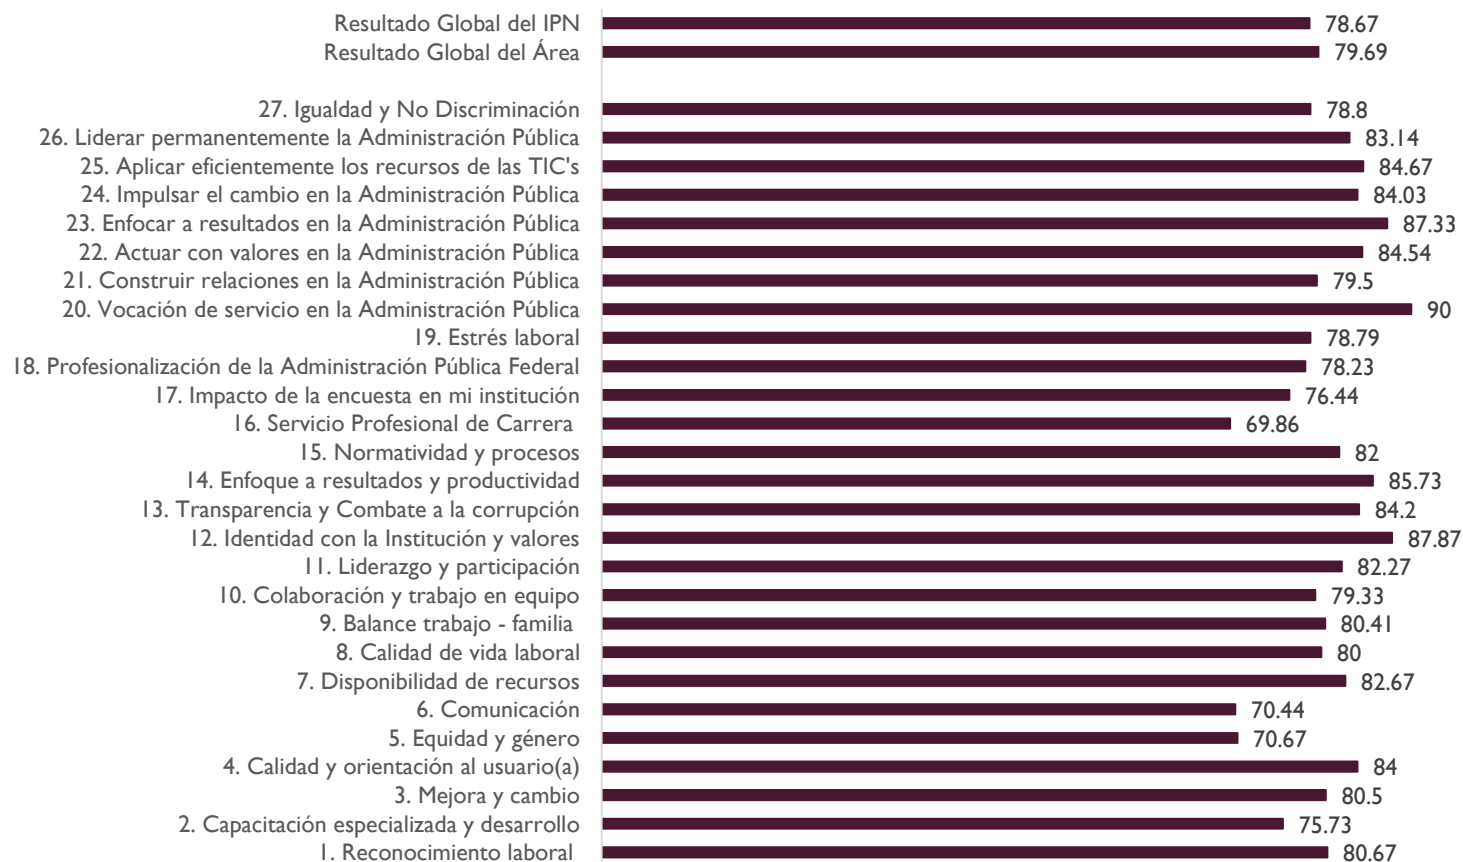 Resultado Global del IPN 78.67
Resultado Global del Área 79.69
27. Igualdad y No Discriminación 78.8
26. Liderar permanentemente la Administración Pública 83.14
25. Aplicar eficientemente los recursos de las TIC's 84.67
24. Impulsar el cambio en la Administración Pública 84.03
23. Enfocar a resultados en la Administración Pública 87.33
22. Actuar con valores en la Administración Pública 84.54
21. Construir relaciones en la Administración Pública 79.5
20. Vocación de servicio en la Administración Pública 90
19. Estrés laboral 78.79
18. Profesionalización de la Administración Pública Federal 78.23
17. Impacto de la encuesta en mi institución 76.44
16. Servicio Profesional de Carrera 69.86
15. Normatividad y procesos 82
14. Enfoque a resultados y productividad 85.73
13. Transparencia y Combate a la corrupción 84.2
12. Identidad con la Institución y valores 87.87
11. Liderazgo y participación 82.27
10. Colaboración y trabajo en equipo 79.33
9. Balance trabajo - familia 80.41
8. Calidad de vida laboral 80
7. Disponibilidad de recursos 82.67
6. Comunicación 70.44
5. Equidad y género 70.67
4. Calidad y orientación al usuario(a) 84
3. Mejora y cambio 80.5
2. Capacitación especializada y desarrollo 75.73
1. Reconocimiento laboral 80.67